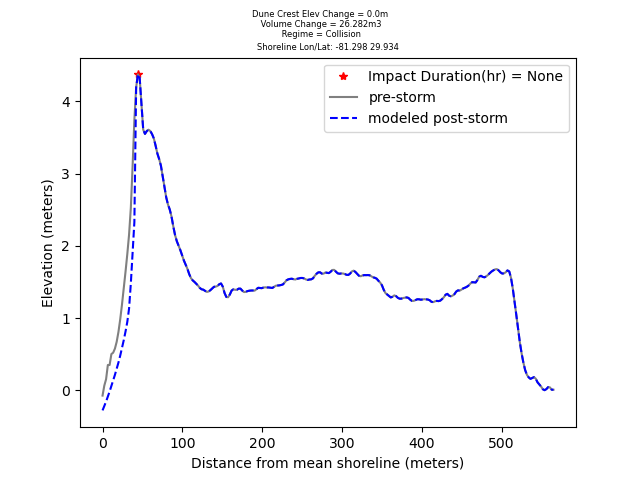 Dune Crest Elev Change = 0.0m
Volume Change = 26.282m3
Regime = Collision
Shoreline Lon/Lat: -81.298 29.934
Impact Duration(hr) = None
pre-storm
modeled post-storm
Elevation (meters)
4
3
2
1
0
0 100 200 300 400 500
Distance from mean shoreline (meters)